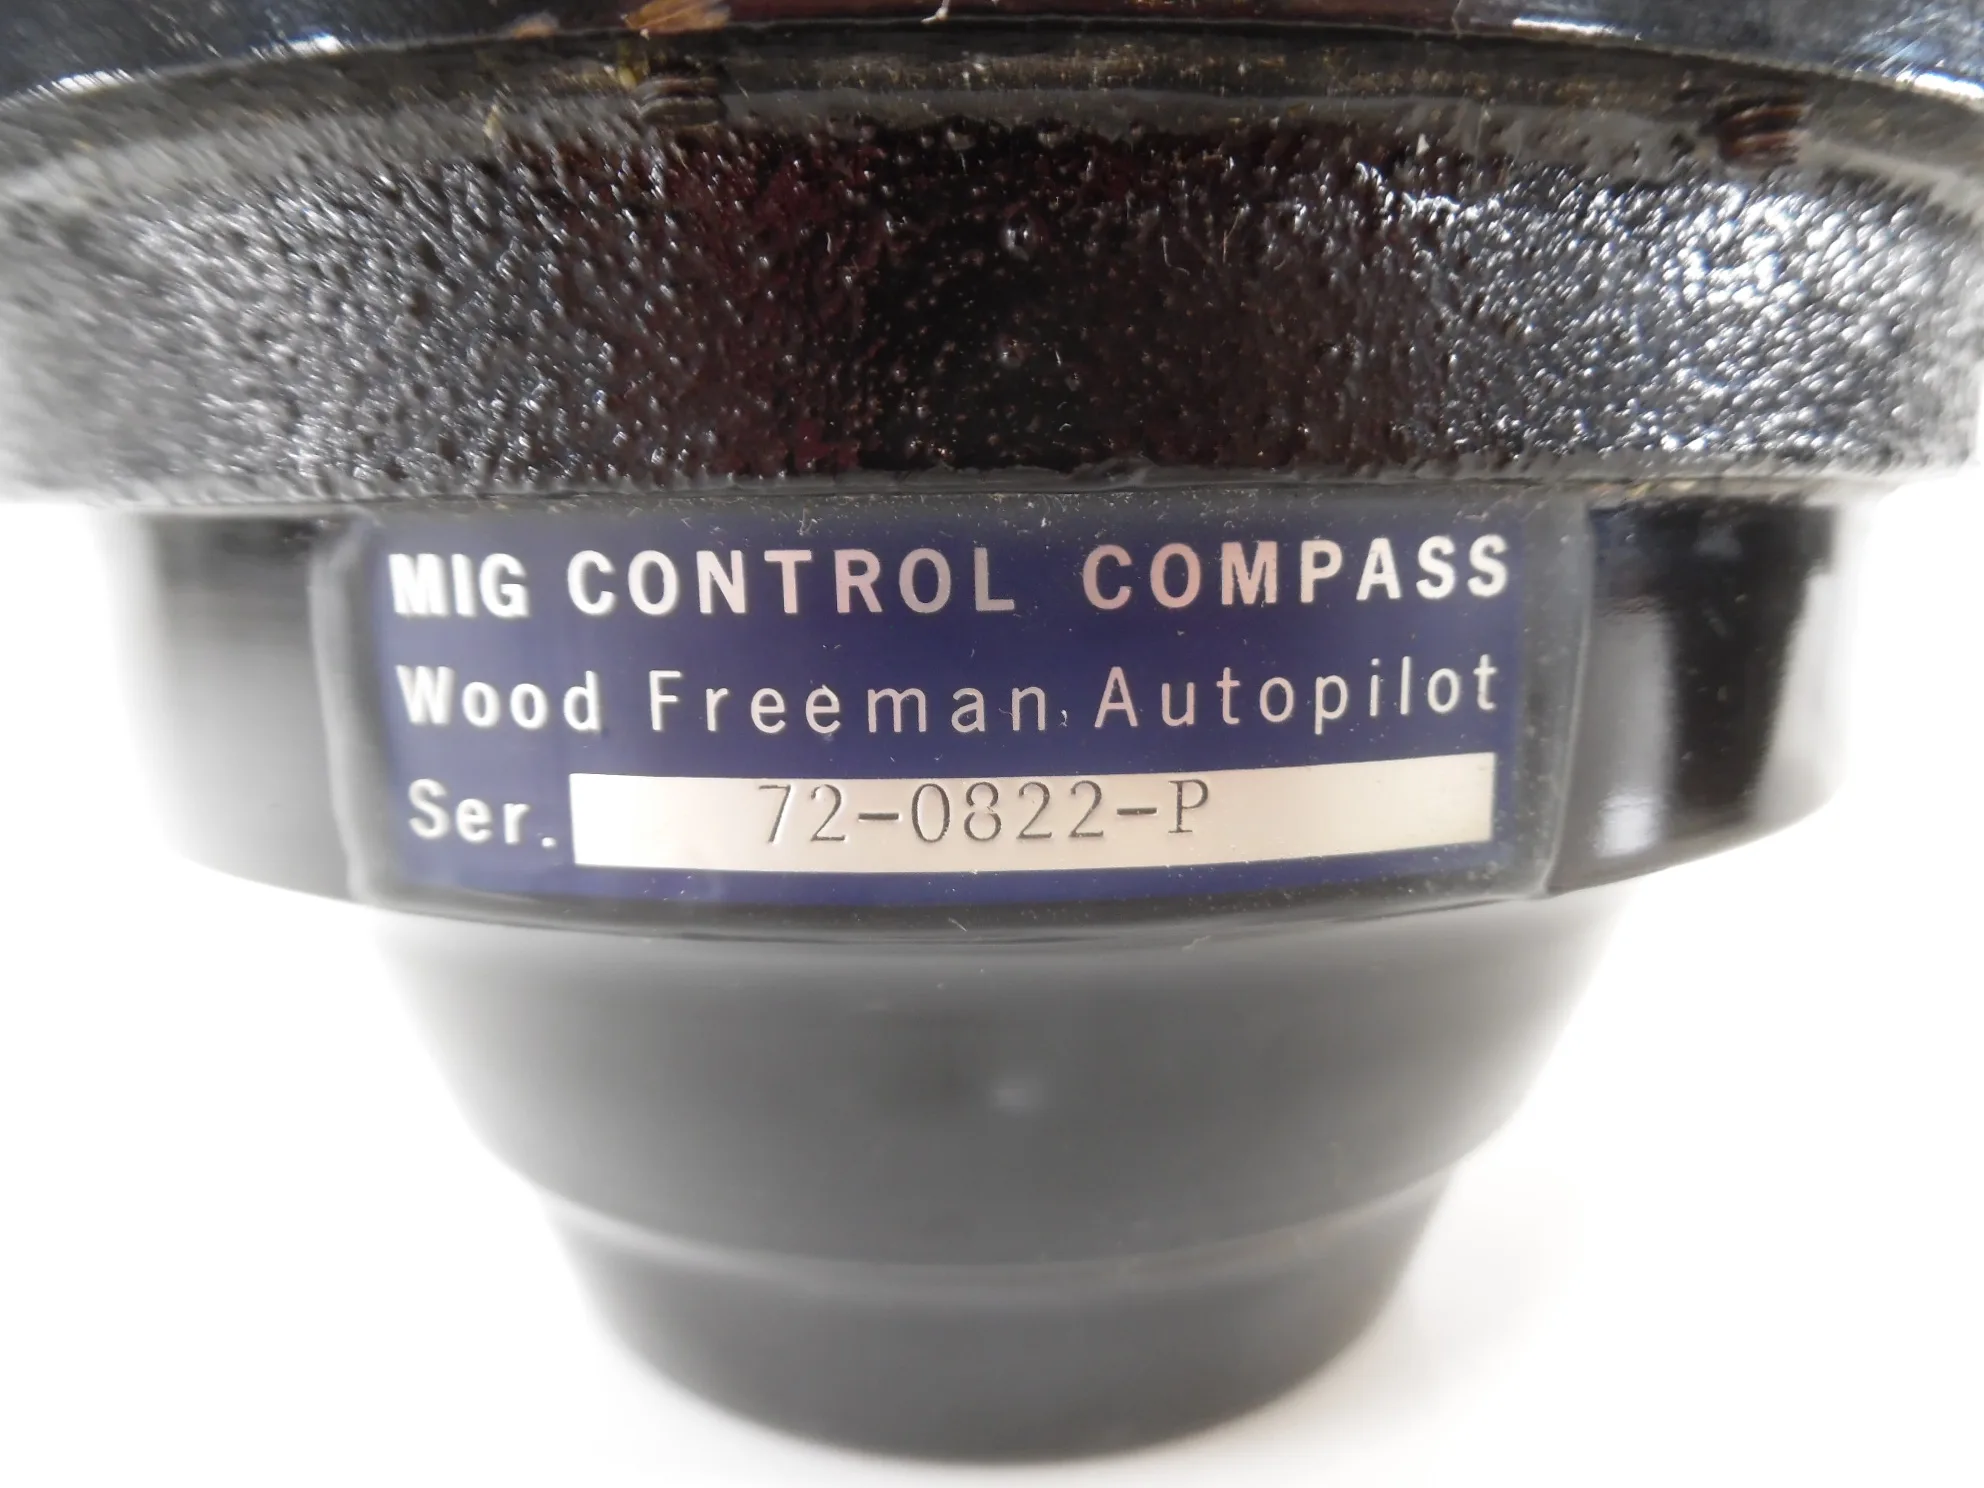 MIG CONTROL COMPASS
Wood Freeman Autopilot
Ser. 72-0822-P